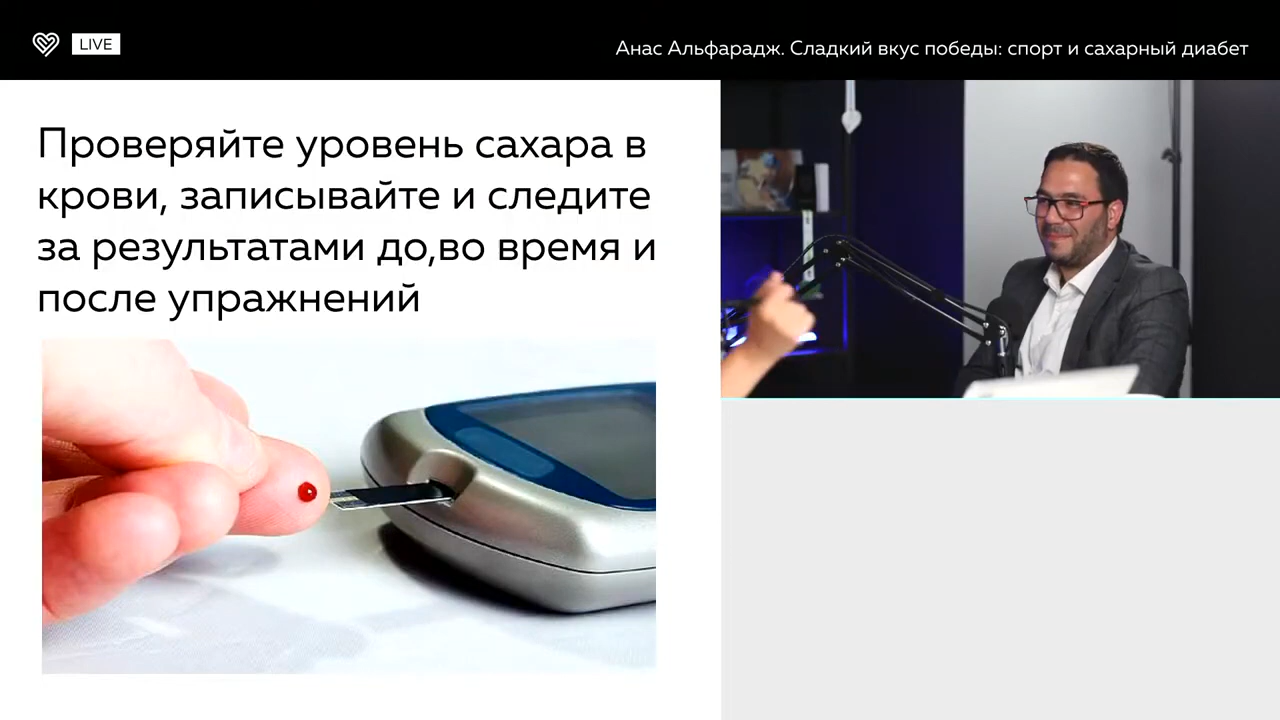 LIVE
Анас Альфарадж. Сладкий вкус победы: спорт и сахарный диабет
Проверяйте уровень сахара в
крови, записывайте и следите
за результатами до,во время и
после упражнений